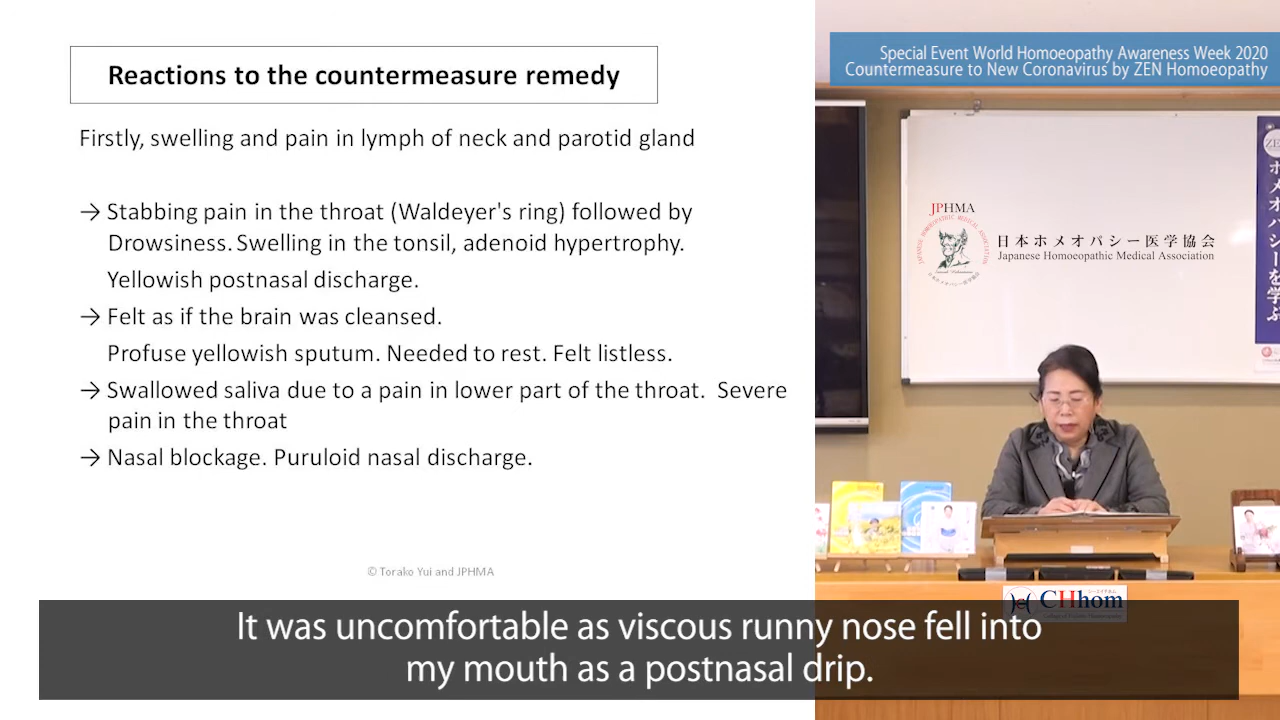 Reactions to the countermeasure remedy
Firstly, swelling and pain in lymph of neck and parotid gland
→ Stabbing pain in the throat (Waldeyer's ring) followed by
Drowsiness. Swelling in the tonsil, adenoid hypertrophy.
Yellowish postnasal discharge.
→ Felt as if the brain was cleansed.
Profuse yellowish sputum. Needed to rest. Felt listless.
→ Swallowed saliva due to a pain in lower part of the throat. Severe
pain in the throat
→ Nasal blockage. Puruloid nasal discharge.
© Torako Yui and JPHMA
Special Event World Homoeopathy Awareness Week 2020
Countermeasure to New Coronavirus by ZEN Homoeopathy
JPHMA
日本ホメオパシー医学協会
Japanese Homoeopathic Medical Association
ホメオパシーを学ぶ
CHhom
It was uncomfortable as viscous runny nose fell into
my mouth as a postnasal drip.